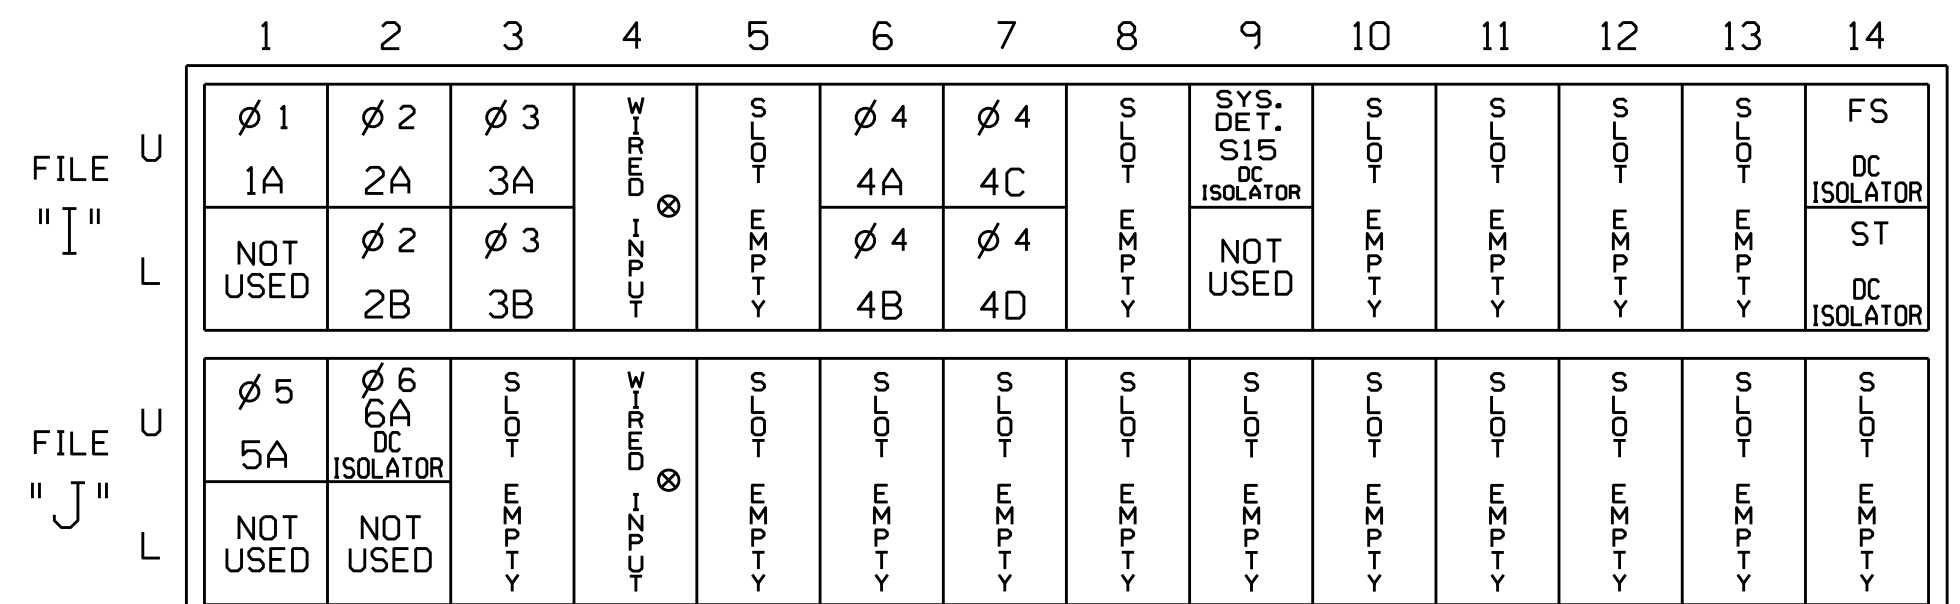 1 2 3 4 5 6 7 8 9 10 11 12 13 14
FILE
"I"
U
L
Ø 1
1A
NOT
USED
Ø 2
2A
Ø 2
2B
Ø 3
3A
Ø 3
3B
WIRED INPUT
SLOT EMPTY
Ø 4
4A
Ø 4
4B
Ø 4
4C
Ø 4
4D
SLOT EMPTY
SYS.
DET.
S15
DC
ISOLATOR
NOT
USED
SLOT EMPTY
SLOT EMPTY
SLOT EMPTY
SLOT EMPTY
FS
DC
ISOLATOR
ST
DC
ISOLATOR
FILE
"J"
U
L
Ø 5
5A
NOT
USED
Ø 6
6A
DC
ISOLATOR
NOT
USED
SLOT EMPTY
WIRED INPUT
SLOT EMPTY
SLOT EMPTY
SLOT EMPTY
SLOT EMPTY
SLOT EMPTY
SLOT EMPTY
SLOT EMPTY
SLOT EMPTY
SLOT EMPTY
SLOT EMPTY